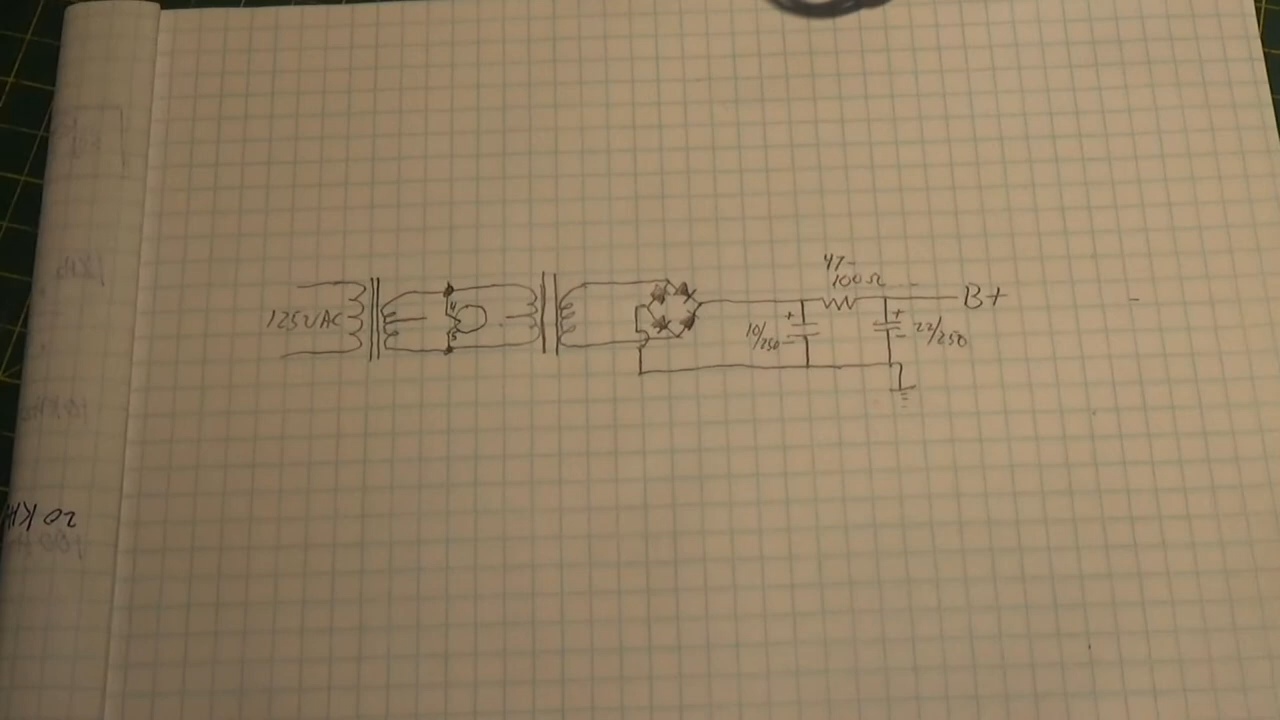 47-
100Ω
125VAC
B+
+
10/250
-
+
22/250
-
20 KH